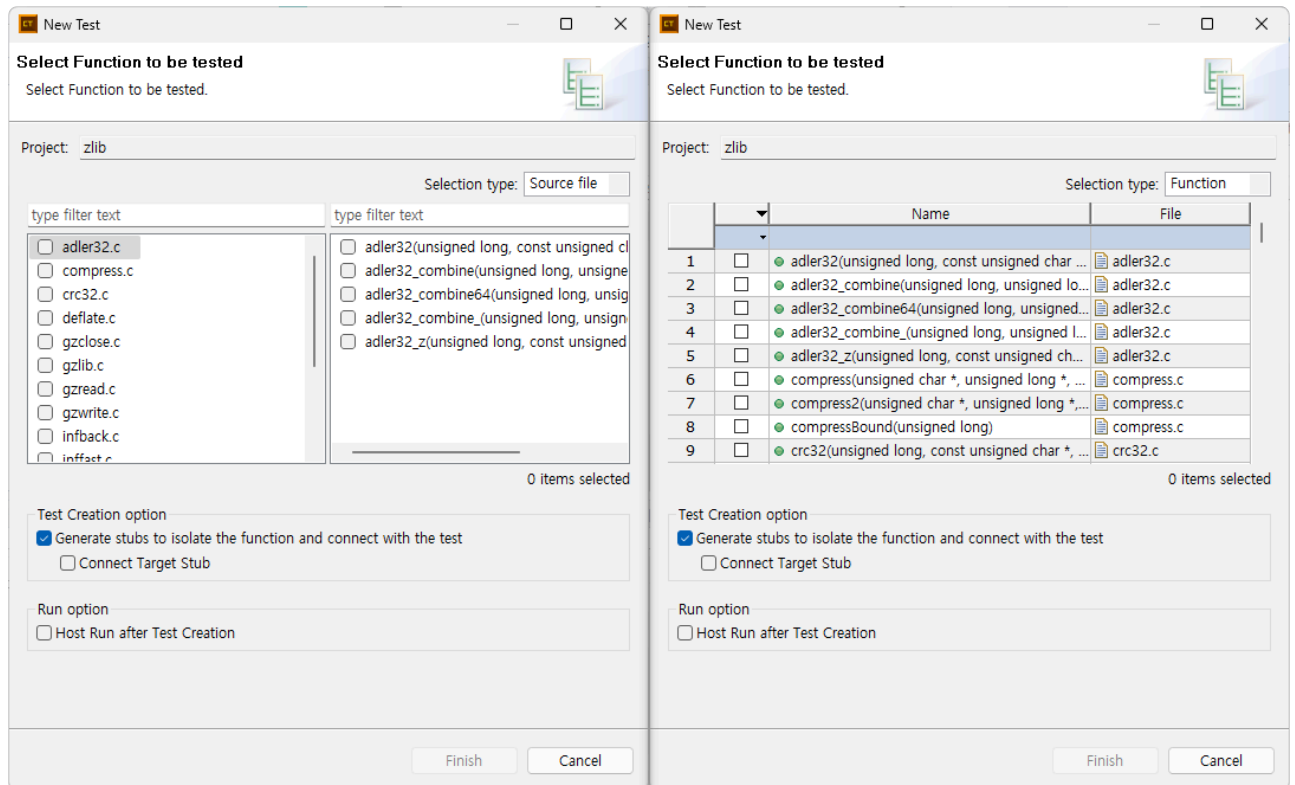 CT New Test
Select Function to be tested
Select Function to be tested.
Project: zlib
Selection type: Source file
type filter text
type filter text
adler32.c
compress.c
crc32.c
deflate.c
gzclose.c
gzlib.c
gzread.c
gzwrite.c
infback.c
inffast.c
adler32(unsigned long, const unsigned cl
adler32_combine(unsigned long, unsigne
adler32_combine64(unsigned long, unsig
adler32_combine_(unsigned long, unsign
adler32_z(unsigned long, const unsigned
0 items selected
Test Creation option
Generate stubs to isolate the function and connect with the test
Connect Target Stub
Run option
Host Run after Test Creation
Finish Cancel
CT New Test
Select Function to be tested
Select Function to be tested.
Project: zlib
Selection type: Function
Name File
1 adler32(unsigned long, const unsigned char ... adler32.c
2 adler32_combine(unsigned long, unsigned lo... adler32.c
3 adler32_combine64(unsigned long, unsigned... adler32.c
4 adler32_combine_(unsigned long, unsigned l... adler32.c
5 adler32_z(unsigned long, const unsigned ch... adler32.c
6 compress(unsigned char *, unsigned long *, ... compress.c
7 compress2(unsigned char *, unsigned long *,... compress.c
8 compressBound(unsigned long) compress.c
9 crc32(unsigned long, const unsigned char *, ... crc32.c
0 items selected
Test Creation option
Generate stubs to isolate the function and connect with the test
Connect Target Stub
Run option
Host Run after Test Creation
Finish Cancel